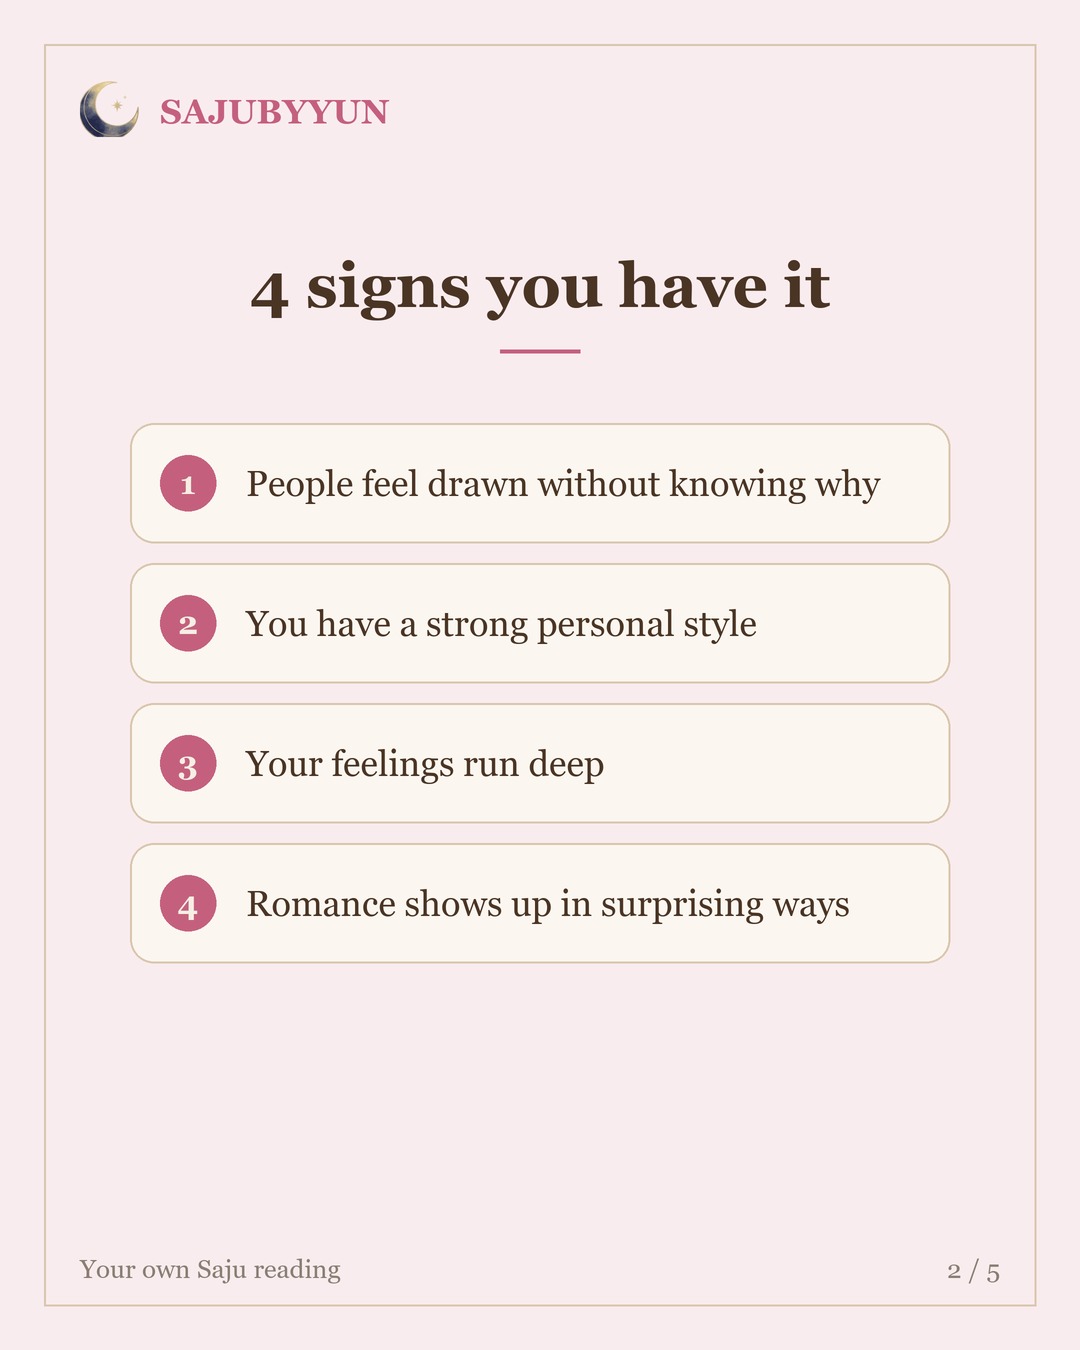 SAJUBYYUN
4 signs you have it
1 People feel drawn without knowing why
2 You have a strong personal style
3 Your feelings run deep
4 Romance shows up in surprising ways
Your own Saju reading
2 / 5